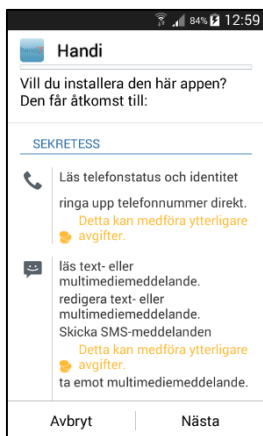 84% 12:59
Handi
Vill du installera den här appen?
Den får åtkomst till:
SEKRETESS
Läs telefonstatus och identitet
ringa upp telefonnummer direkt.
Detta kan medföra ytterligare
avgifter.
läs text- eller
multimediemeddelande.
redigera text- eller
multimediemeddelande.
Skicka SMS-meddelanden
Detta kan medföra ytterligare
avgifter.
ta emot multimediemeddelande.
Avbryt Nästa